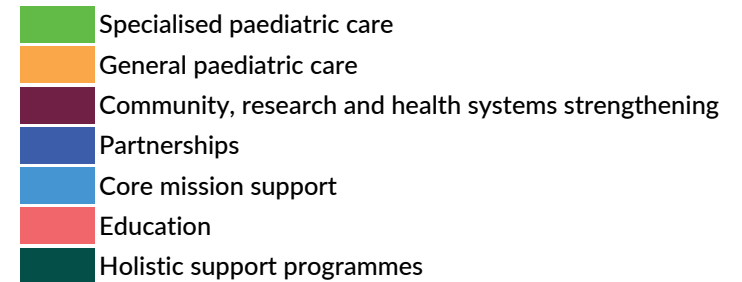 Specialised paediatric care
General paediatric care
Community, research and health systems strengthening
Partnerships
Core mission support
Education
Holistic support programmes